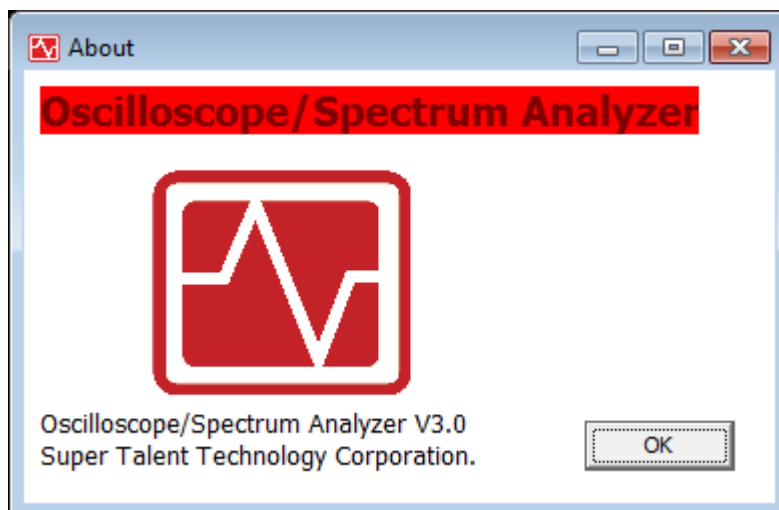 About
Oscilloscope/Spectrum Analyzer
Oscilloscope/Spectrum Analyzer V3.0
Super Talent Technology Corporation.
OK